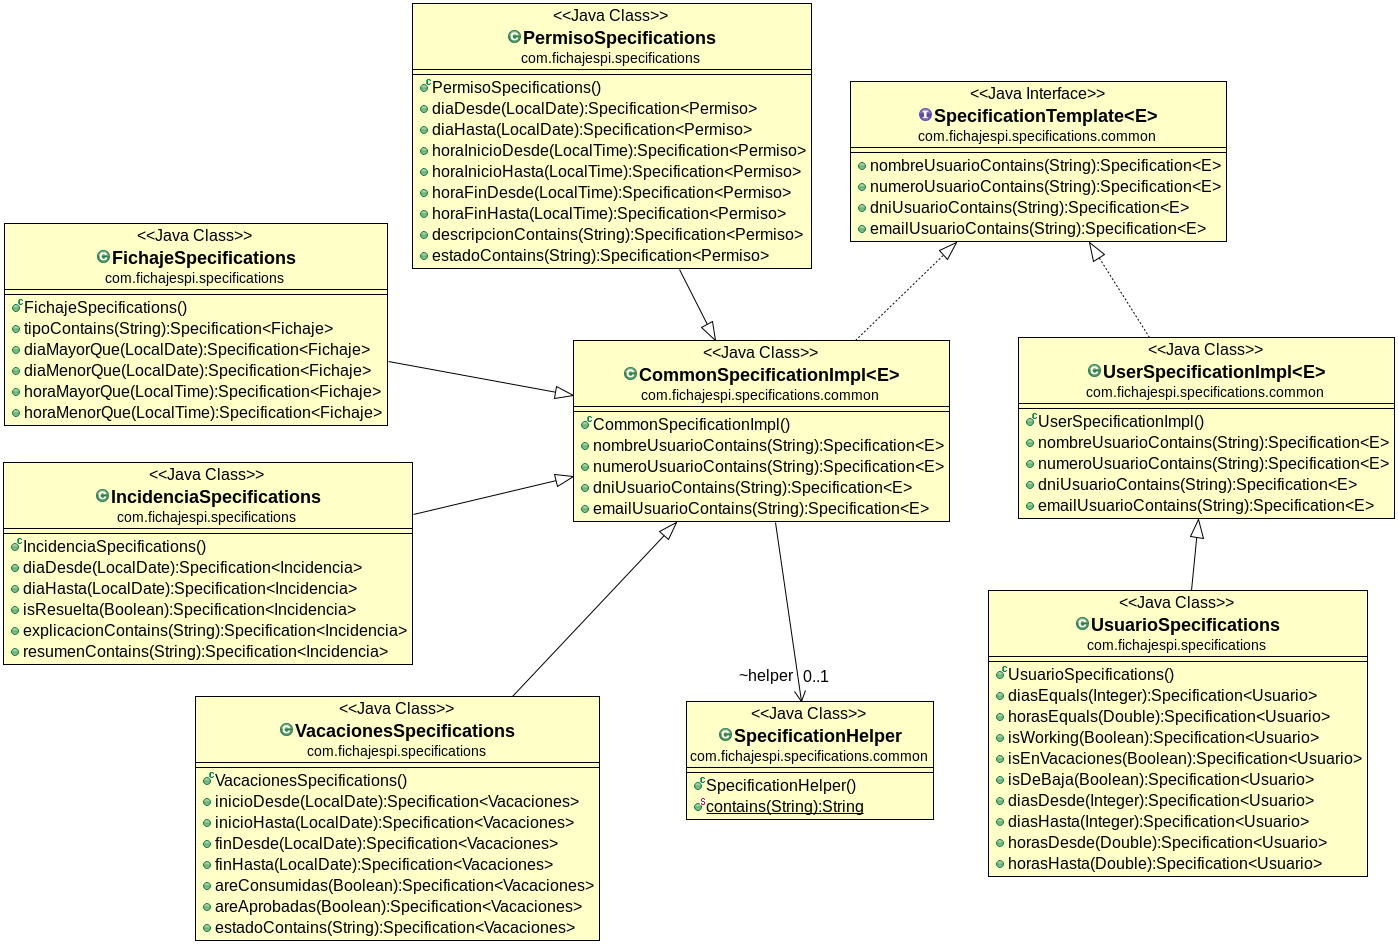 <<Java Class>>
PermisoSpecifications
com.fichajespi.specifications
PermisoSpecifications()
diaDesde(LocalDate):Specification<Permiso>
diaHasta(LocalDate):Specification<Permiso>
horaInicioDesde(LocalTime):Specification<Permiso>
horaInicioHasta(LocalTime):Specification<Permiso>
horaFinDesde(LocalTime):Specification<Permiso>
horaFinHasta(LocalTime):Specification<Permiso>
descripcionContains(String):Specification<Permiso>
estadoContains(String):Specification<Permiso>
<<Java Interface>>
SpecificationTemplate<E>
com.fichajespi.specifications.common
nombreUsuarioContains(String):Specification<E>
numeroUsuarioContains(String):Specification<E>
dniUsuarioContains(String):Specification<E>
emailUsuarioContains(String):Specification<E>
<<Java Class>>
FichajeSpecifications
com.fichajespi.specifications
FichajeSpecifications()
tipoContains(String):Specification<Fichaje>
diaMayorQue(LocalDate):Specification<Fichaje>
diaMenorQue(LocalDate):Specification<Fichaje>
horaMayorQue(LocalTime):Specification<Fichaje>
horaMenorQue(LocalTime):Specification<Fichaje>
<<Java Class>>
CommonSpecificationImpl<E>
com.fichajespi.specifications.common
CommonSpecificationImpl()
nombreUsuarioContains(String):Specification<E>
numeroUsuarioContains(String):Specification<E>
dniUsuarioContains(String):Specification<E>
emailUsuarioContains(String):Specification<E>
<<Java Class>>
UserSpecificationImpl<E>
com.fichajespi.specifications.common
UserSpecificationImpl()
nombreUsuarioContains(String):Specification<E>
numeroUsuarioContains(String):Specification<E>
dniUsuarioContains(String):Specification<E>
emailUsuarioContains(String):Specification<E>
<<Java Class>>
IncidenciaSpecifications
com.fichajespi.specifications
IncidenciaSpecifications()
diaDesde(LocalDate):Specification<Incidencia>
diaHasta(LocalDate):Specification<Incidencia>
isResuelta(Boolean):Specification<Incidencia>
explicacionContains(String):Specification<Incidencia>
resumenContains(String):Specification<Incidencia>
~helper 0..1
<<Java Class>>
VacacionesSpecifications
com.fichajespi.specifications
VacacionesSpecifications()
inicioDesde(LocalDate):Specification<Vacaciones>
inicioHasta(LocalDate):Specification<Vacaciones>
finDesde(LocalDate):Specification<Vacaciones>
finHasta(LocalDate):Specification<Vacaciones>
areConsumidas(Boolean):Specification<Vacaciones>
areAprobadas(Boolean):Specification<Vacaciones>
estadoContains(String):Specification<Vacaciones>
<<Java Class>>
SpecificationHelper
com.fichajespi.specifications.common
SpecificationHelper()
contains(String):String
<<Java Class>>
UsuarioSpecifications
com.fichajespi.specifications
UsuarioSpecifications()
diasEquals(Integer):Specification<Usuario>
horasEquals(Double):Specification<Usuario>
isWorking(Boolean):Specification<Usuario>
isEnVacaciones(Boolean):Specification<Usuario>
isDeBaja(Boolean):Specification<Usuario>
diasDesde(Integer):Specification<Usuario>
diasHasta(Integer):Specification<Usuario>
horasDesde(Double):Specification<Usuario>
horasHasta(Double):Specification<Usuario>